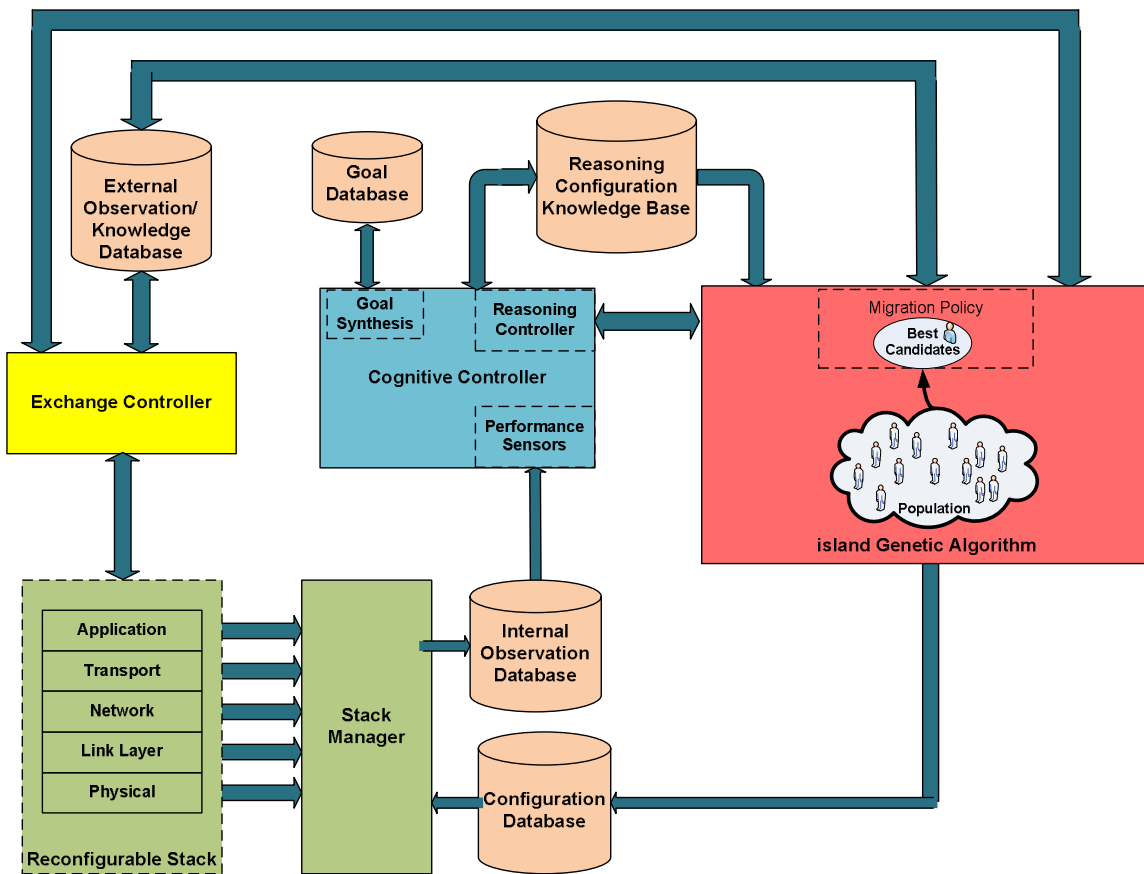 External
Observation/
Knowledge
Database
Goal
Database
Reasoning
Configuration
Knowledge Base
Goal
Synthesis
Reasoning
Controller
Cognitive Controller
Performance
Sensors
Migration Policy
Best
Candidates
Population
island Genetic Algorithm
Exchange Controller
Application
Transport
Network
Link Layer
Physical
Reconfigurable Stack
Stack
Manager
Internal
Observation
Database
Configuration
Database